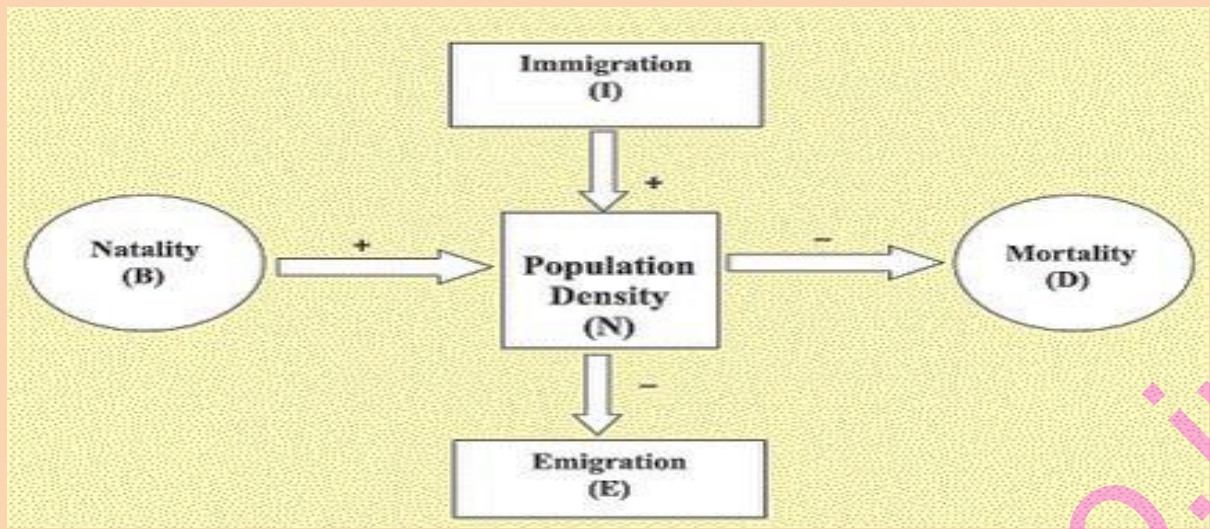 Immigration
(I)
+
Natality
(B)
+
Population
Density
(N)
–
Mortality
(D)
–
Emigration
(E)